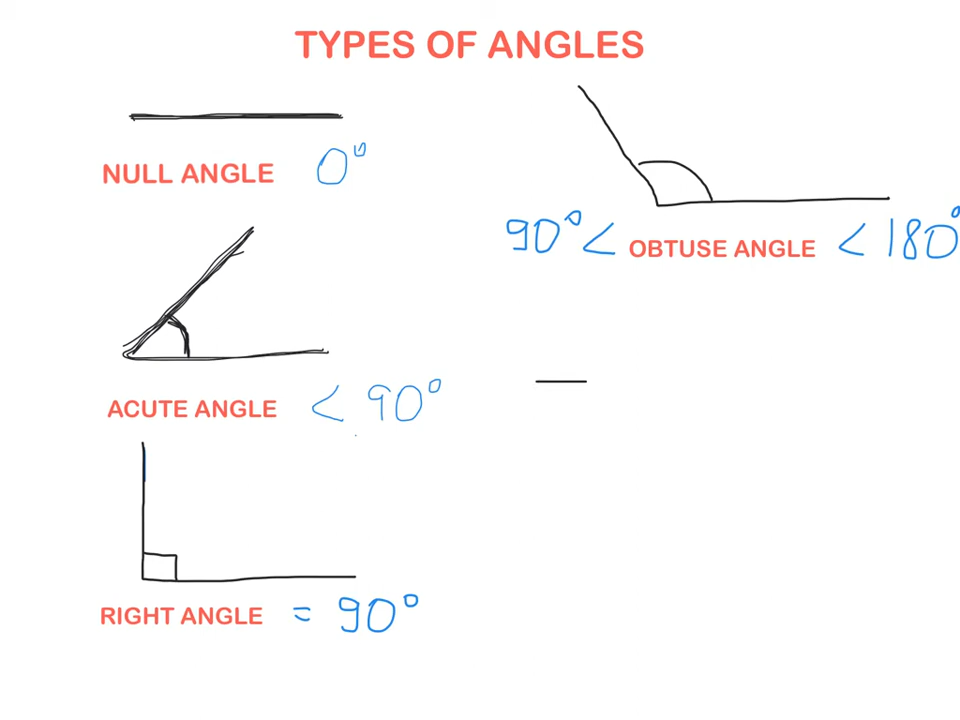 TYPES OF ANGLES
NULL ANGLE 0°
ACUTE ANGLE < 90°
RIGHT ANGLE = 90°
90° < OBTUSE ANGLE < 180°